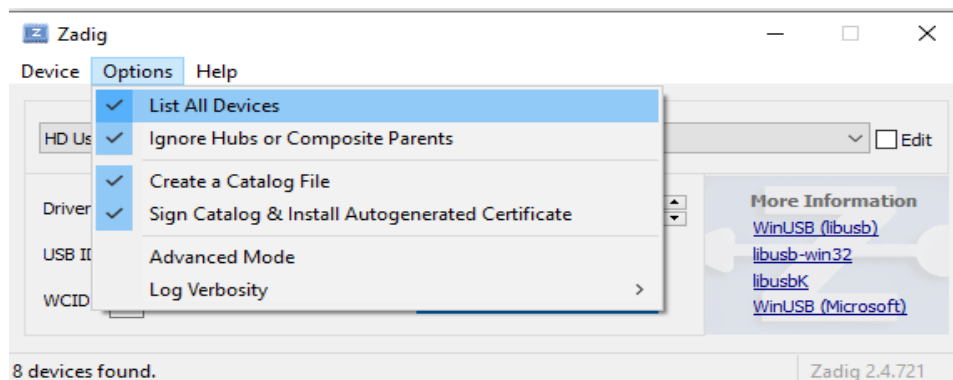 Zadig
Device Options Help
List All Devices
HD Us Ignore Hubs or Composite Parents Edit
Create a Catalog File
Driver Sign Catalog & Install Autogenerated Certificate
More Information
WinUSB (libusb)
USB ID Advanced Mode
libusb-win32
Log Verbosity
libusbK
WCID
WinUSB (Microsoft)
8 devices found. Zadig 2.4.721